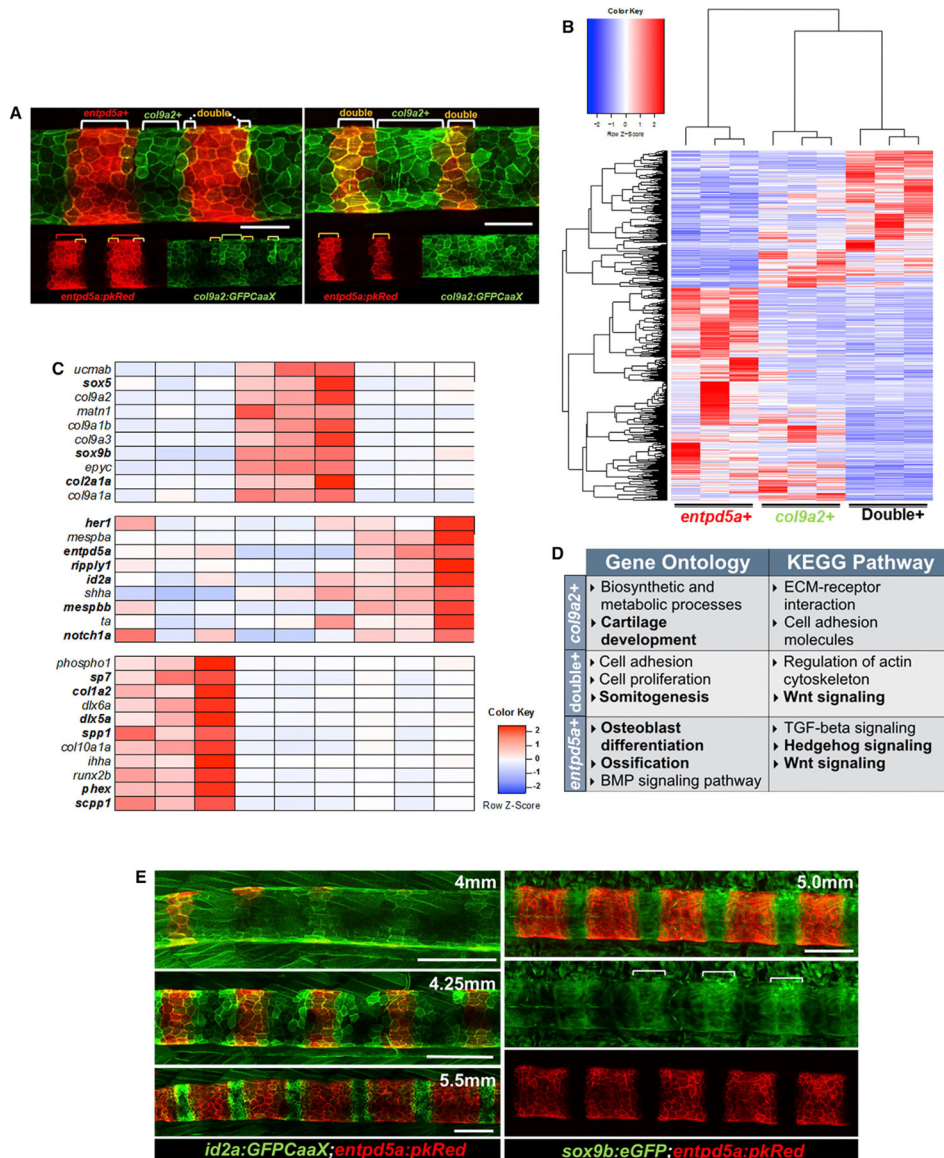 A
entpd5a+ col9a2+ double
double col9a2+ double
entpd5a:pkRed col9a2:GFPCaaX
entpd5a:pkRed col9a2:GFPCaaX
B
Color Key
-2 -1 0 1 2
Row Z-Score
entpd5a+ col9a2+ Double+
C
ucmab
sox5
col9a2
matn1
col9a1b
col9a3
sox9b
epyc
col2a1a
col9a1a
her1
mespba
entpd5a
ripply1
id2a
shha
mespbb
ta
notch1a
phospho1
sp7
col1a2
dlx6a
dlx5a
spp1
col10a1a
ihha
runx2b
phex
scpp1
Color Key
2
1
0
-1
-2
Row Z-Score
D
Gene Ontology KEGG Pathway
col9a2+
Biosynthetic and
metabolic processes
Cartilage
development
ECM-receptor
interaction
Cell adhesion
molecules
double+
Cell adhesion
Cell proliferation
Somitogenesis
Regulation of actin
cytoskeleton
Wnt signaling
entpd5a+
Osteoblast
differentiation
Ossification
BMP signaling pathway
TGF-beta signaling
Hedgehog signaling
Wnt signaling
E
4mm
4.25mm
5.5mm
id2a:GFPCaaX;entpd5a:pkRed
5.0mm
sox9b:eGFP;entpd5a:pkRed